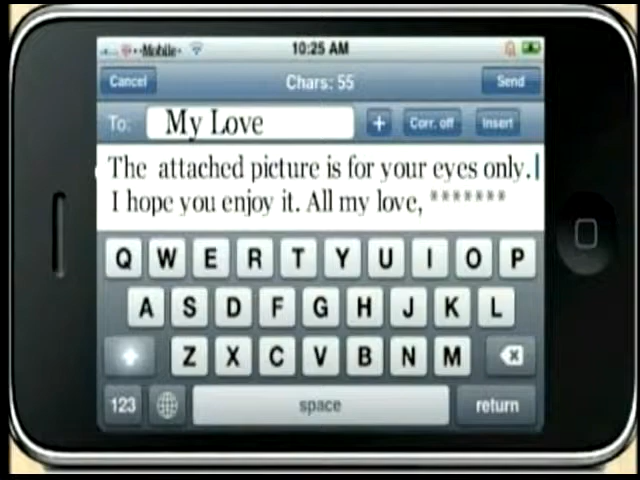 T··Mobile· 10:25 AM
Cancel Chars: 55 Send
To: My Love + Corr. off Insert
The attached picture is for your eyes only.
I hope you enjoy it. All my love, *******
Q W E R T Y U I O P
A S D F G H J K L
Z X C V B N M
123 space return